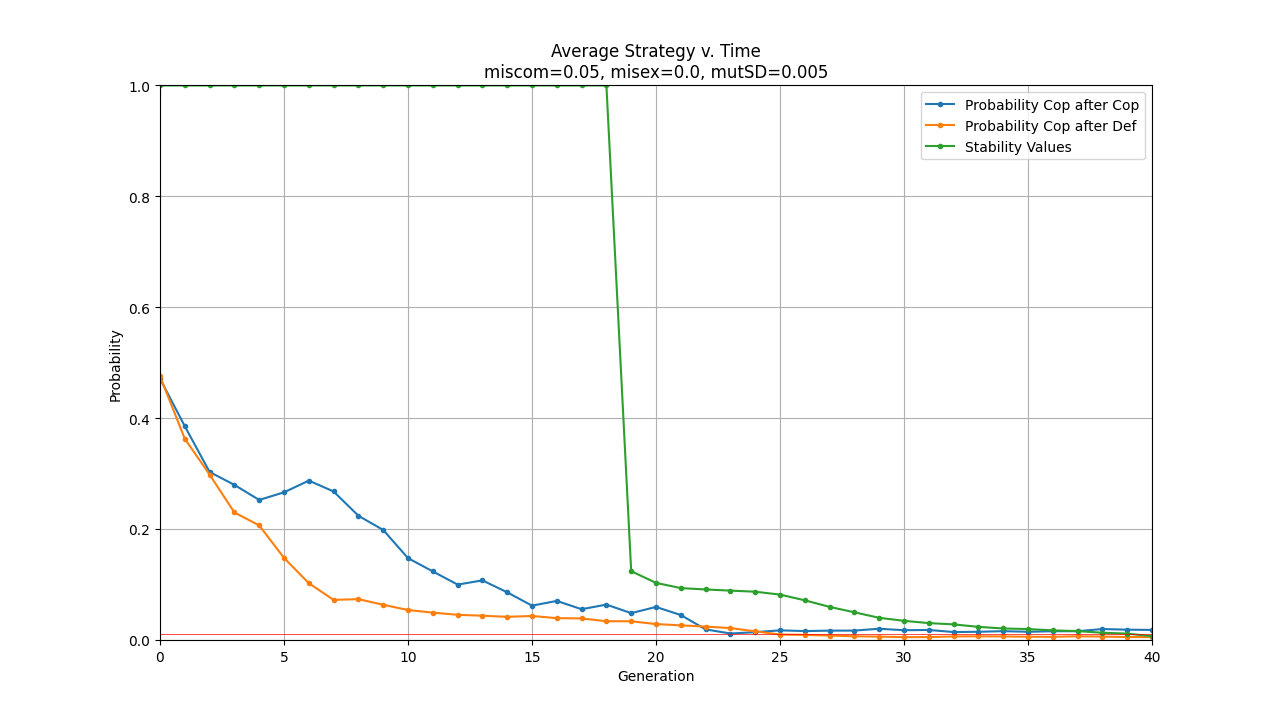 Average Strategy v. Time
miscom=0.05, misex=0.0, mutSD=0.005
Probability Cop after Cop
Probability Cop after Def
Stability Values
Probability
1.0
0.8
0.6
0.4
0.2
0.0
0 5 10 15 20 25 30 35 40
Generation